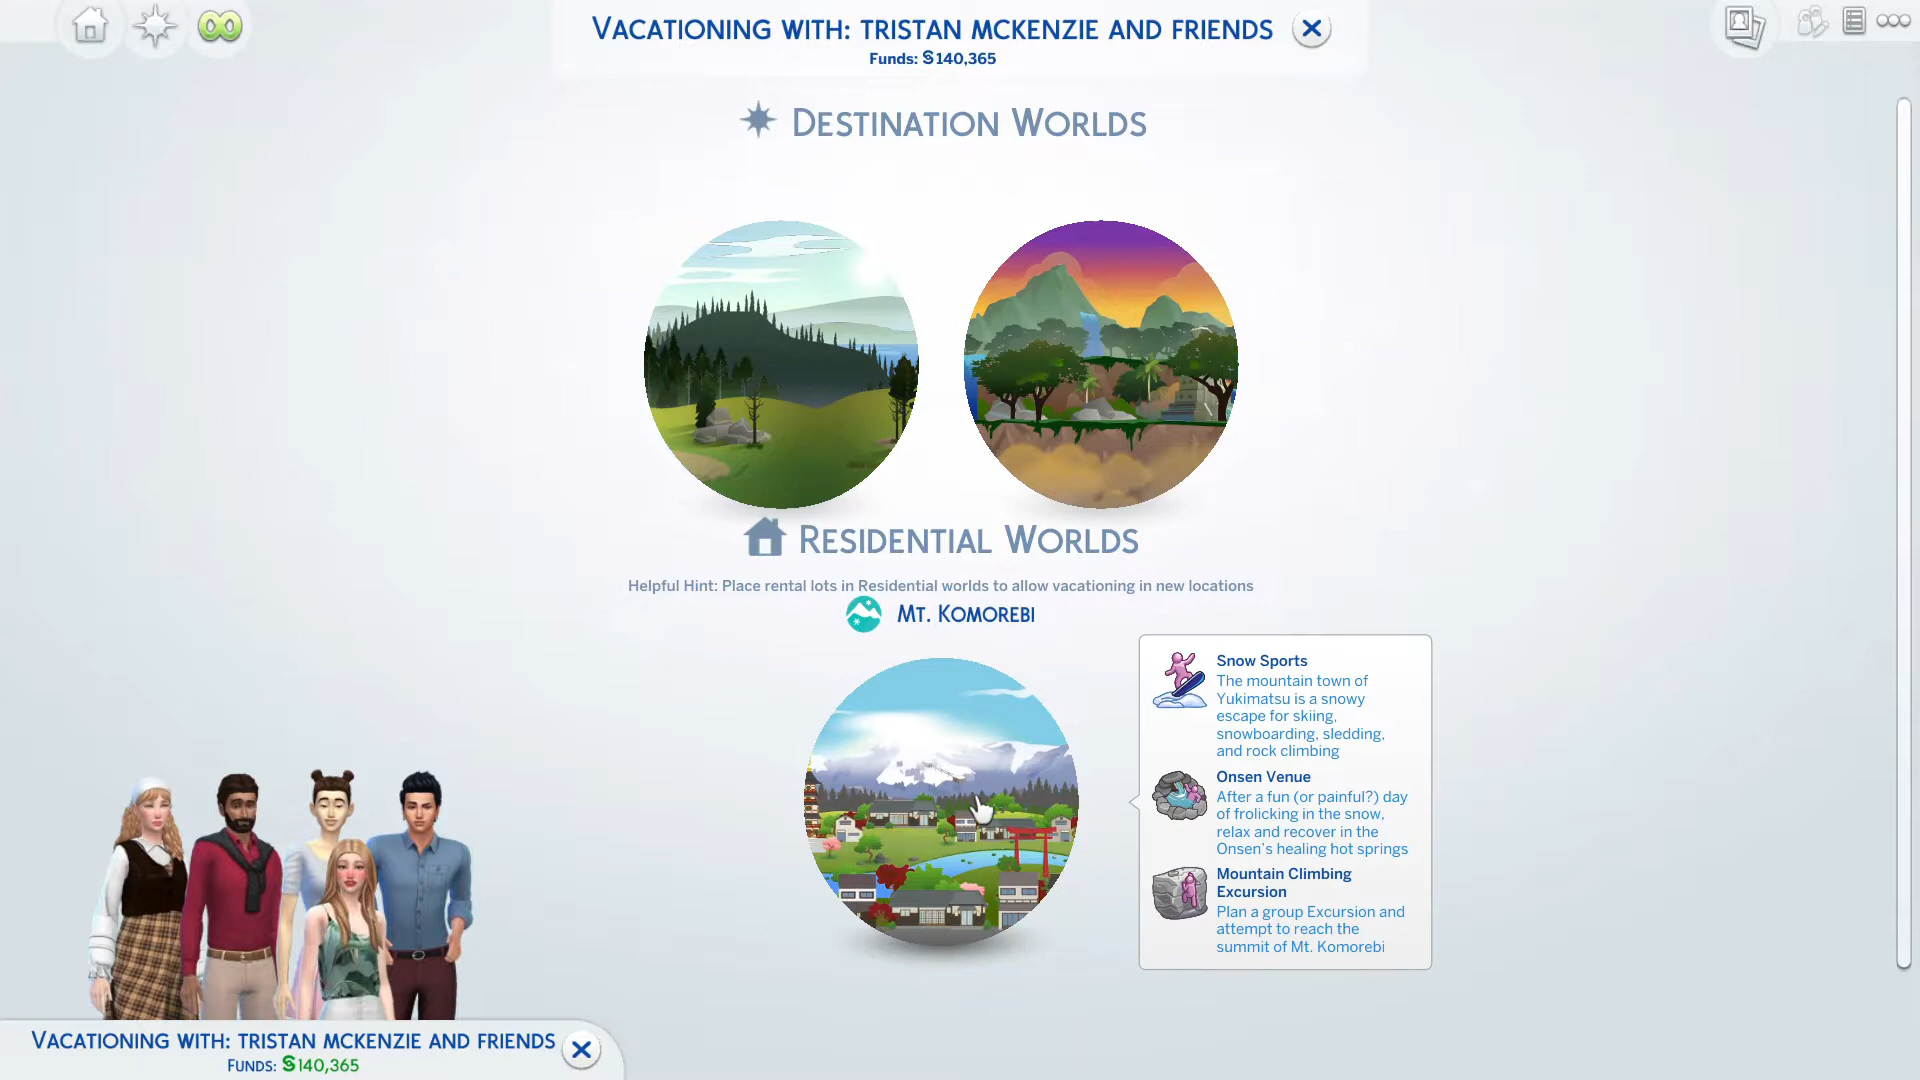 VACATIONING WITH: TRISTAN MCKENZIE AND FRIENDS
Funds: §140,365
DESTINATION WORLDS
RESIDENTIAL WORLDS
Helpful Hint: Place rental lots in Residential worlds to allow vacationing in new locations
MT. KOMOREBI
Snow Sports
The mountain town of
Yukimatsu is a snowy
escape for skiing,
snowboarding, sledding,
and rock climbing
Onsen Venue
After a fun (or painful?) day
of frolicking in the snow,
relax and recover in the
Onsen's healing hot springs
Mountain Climbing
Excursion
Plan a group Excursion and
attempt to reach the
summit of Mt. Komorebi
VACATIONING WITH: TRISTAN MCKENZIE AND FRIENDS
FUNDS: §140,365